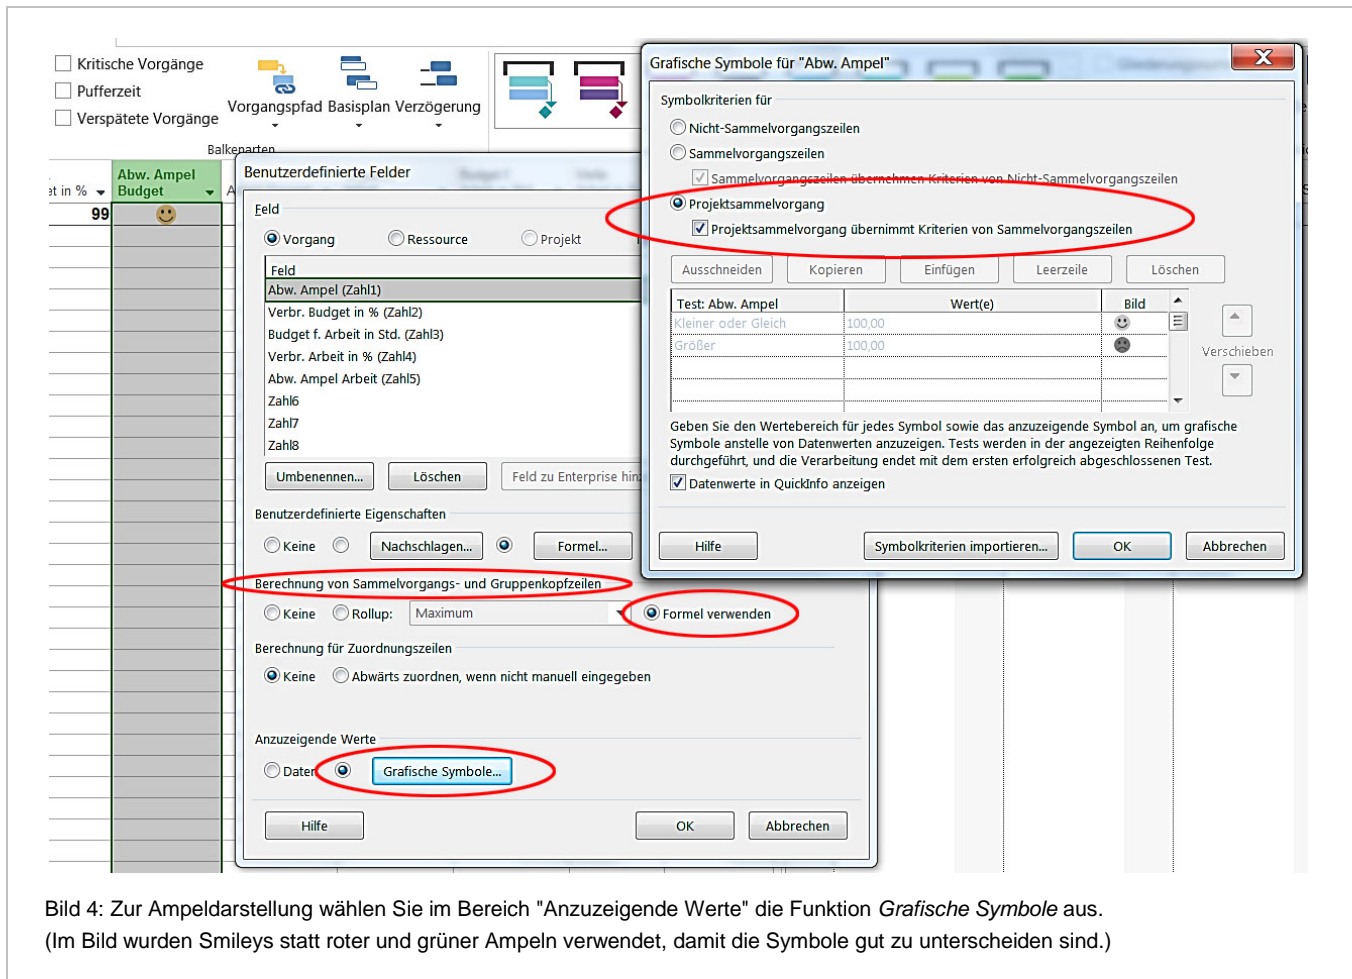 Kritische Vorgänge
Pufferzeit
Verspätete Vorgänge
Vorgangspfad Basisplan Verzögerung
Balkenarten
et in %
Abw. Ampel
Budget
99
Benutzerdefinierte Felder
Feld
Vorgang Ressource Projekt
Feld
Abw. Ampel (Zahl1)
Verbr. Budget in % (Zahl2)
Budget f. Arbeit in Std. (Zahl3)
Verbr. Arbeit in % (Zahl4)
Abw. Ampel Arbeit (Zahl5)
Zahl6
Zahl7
Zahl8
Umbenennen... Löschen Feld zu Enterprise hin
Benutzerdefinierte Eigenschaften
Keine Nachschlagen... Formel...
Berechnung von Sammelvorgangs- und Gruppenkopfzeilen
Keine Rollup: Maximum Formel verwenden
Berechnung für Zuordnungszeilen
Keine Abwärts zuordnen, wenn nicht manuell eingegeben
Anzuzeigende Werte
Daten Grafische Symbole...
Hilfe OK Abbrechen
Grafische Symbole für "Abw. Ampel"
X
Symbolkriterien für
Nicht-Sammelvorgangszeilen
Sammelvorgangszeilen
Sammelvorgangszeilen übernehmen Kriterien von Nicht-Sammelvorgangszeilen
Projektsammelvorgang
Projektsammelvorgang übernimmt Kriterien von Sammelvorgangszeilen
Ausschneiden Kopieren Einfügen Leerzeile Löschen
Test: Abw. Ampel Wert(e) Bild
Kleiner oder Gleich 100,00
Größer 100,00
Verschieben
Geben Sie den Wertebereich für jedes Symbol sowie das anzuzeigende Symbol an, um grafische
Symbole anstelle von Datenwerten anzuzeigen. Tests werden in der angezeigten Reihenfolge
durchgeführt, und die Verarbeitung endet mit dem ersten erfolgreich abgeschlossenen Test.
Datenwerte in QuickInfo anzeigen
Hilfe Symbolkriterien importieren... OK Abbrechen
Bild 4: Zur Ampeldarstellung wählen Sie im Bereich "Anzuzeigende Werte" die Funktion Grafische Symbole aus.
(Im Bild wurden Smileys statt roter und grüner Ampeln verwendet, damit die Symbole gut zu unterscheiden sind.)